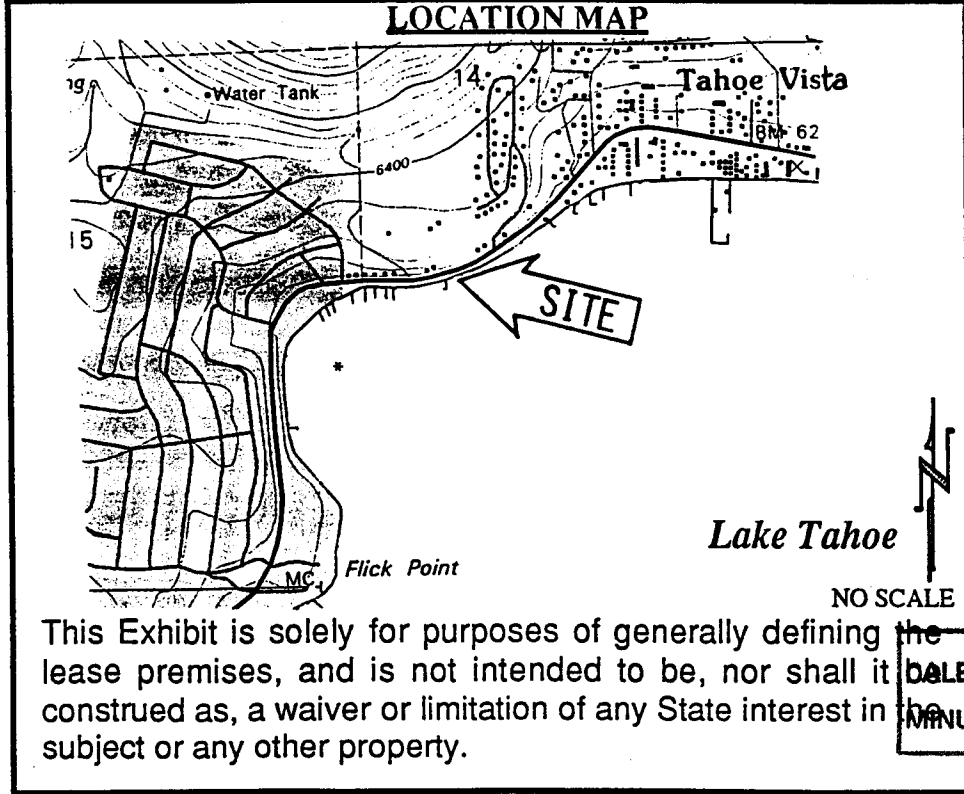 LOCATION MAP
Water Tank
14
Tahoe Vista
BM 62
6400
15
SITE
Lake Tahoe
MC
Flick Point
NO SCALE
This Exhibit is solely for purposes of generally defining the
lease premises, and is not intended to be, nor shall it be
construed as, a waiver or limitation of any State interest in the
subject or any other property.
MINU